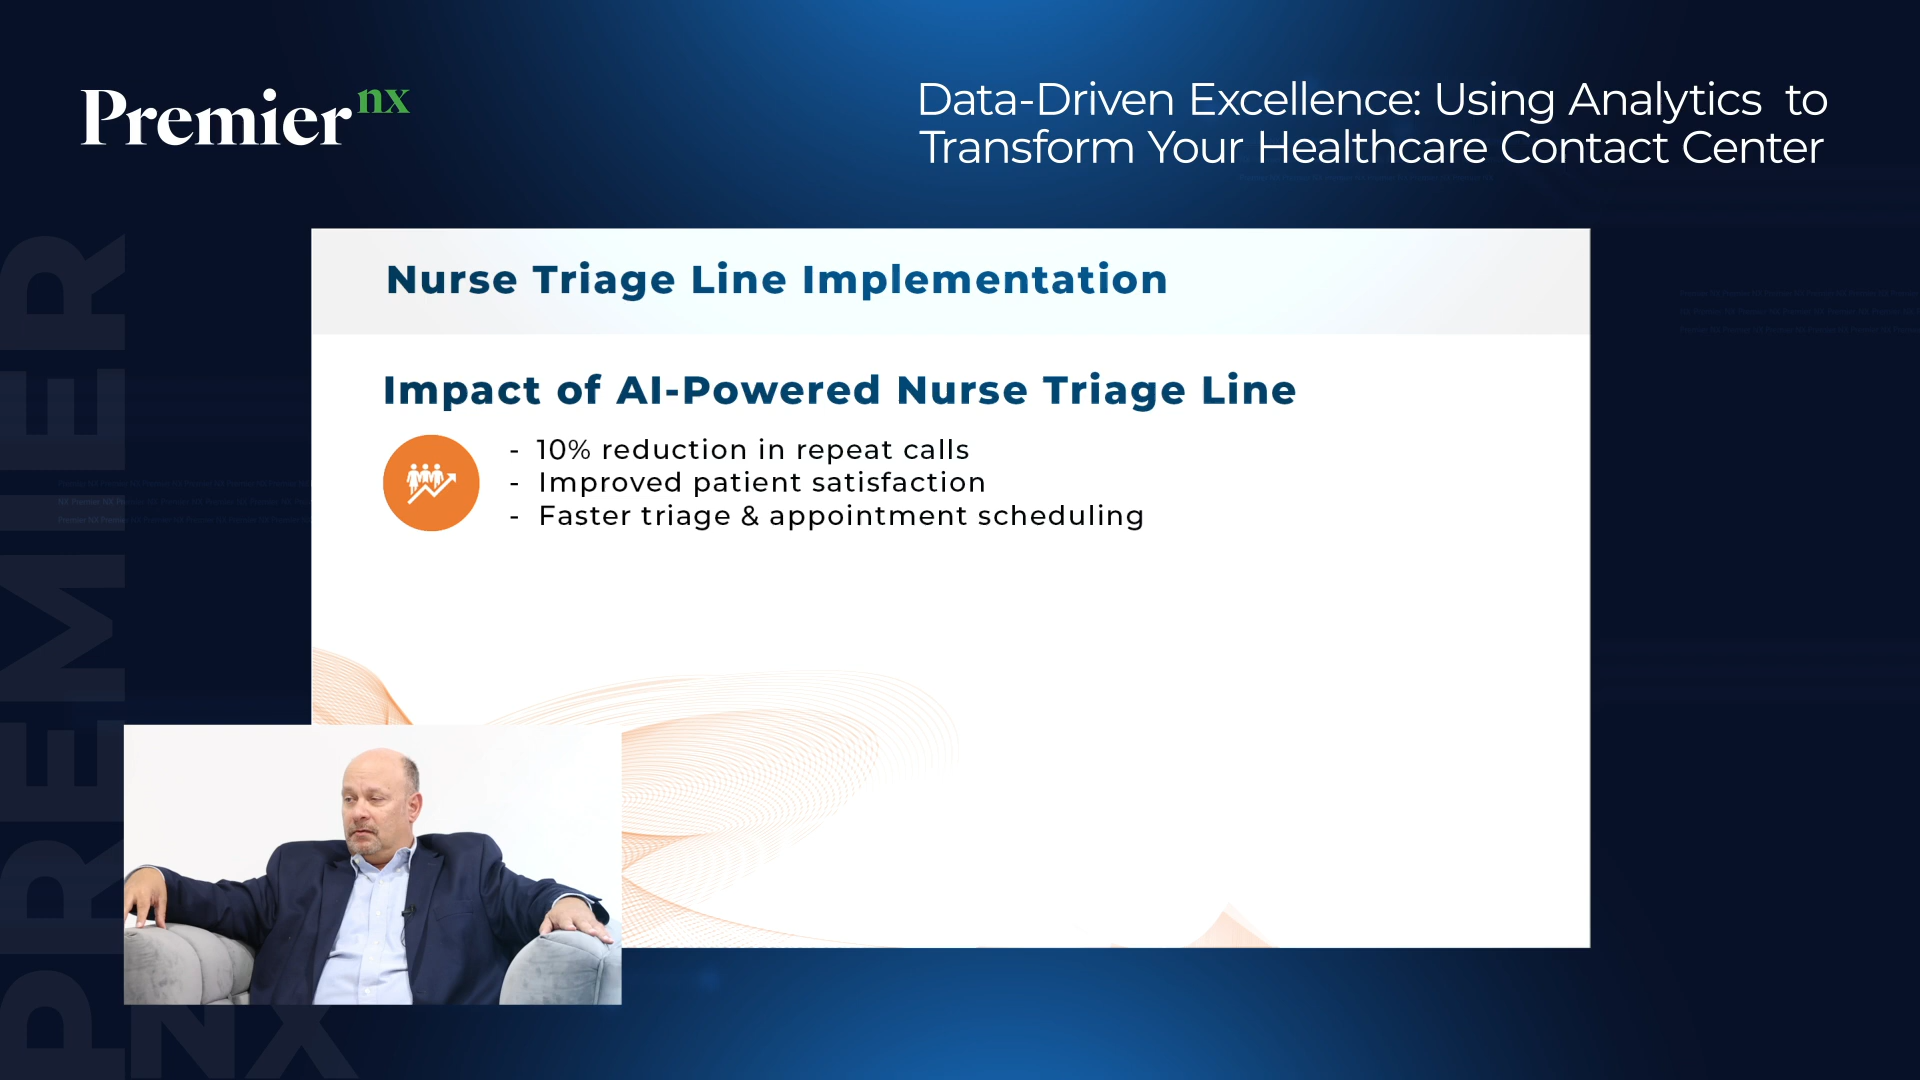 Premier nx
Data-Driven Excellence: Using Analytics to
Transform Your Healthcare Contact Center
Nurse Triage Line Implementation
Impact of AI-Powered Nurse Triage Line
- 10% reduction in repeat calls
- Improved patient satisfaction
- Faster triage & appointment scheduling
PREMIER
NX